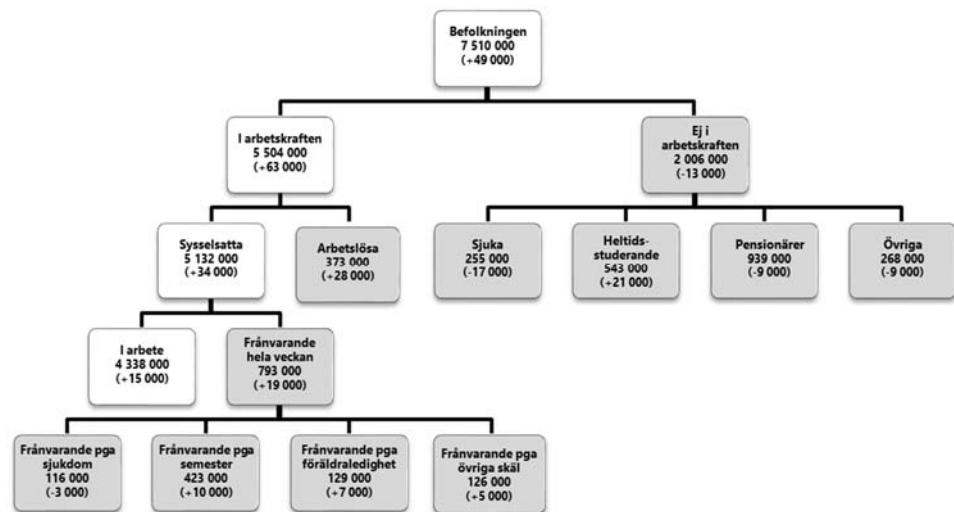 Befolkningen
7 510 000
(+49 000)
I arbetskraften
5 504 000
(+63 000)
Ej i
arbetskraften
2 006 000
(-13 000)
Sysselsatta
5 132 000
(+34 000)
Arbetslösa
373 000
(+28 000)
Sjuka
255 000
(-17 000)
Heltids-
studerande
543 000
(+21 000)
Pensionärer
939 000
(-9 000)
Övriga
268 000
(-9 000)
I arbete
4 338 000
(+15 000)
Frånvarande
hela veckan
793 000
(+19 000)
Frånvarande pga
sjukdom
116 000
(-3 000)
Frånvarande pga
semester
423 000
(+10 000)
Frånvarande pga
föräldraledighet
129 000
(+7 000)
Frånvarande pga
övriga skäl
126 000
(+5 000)